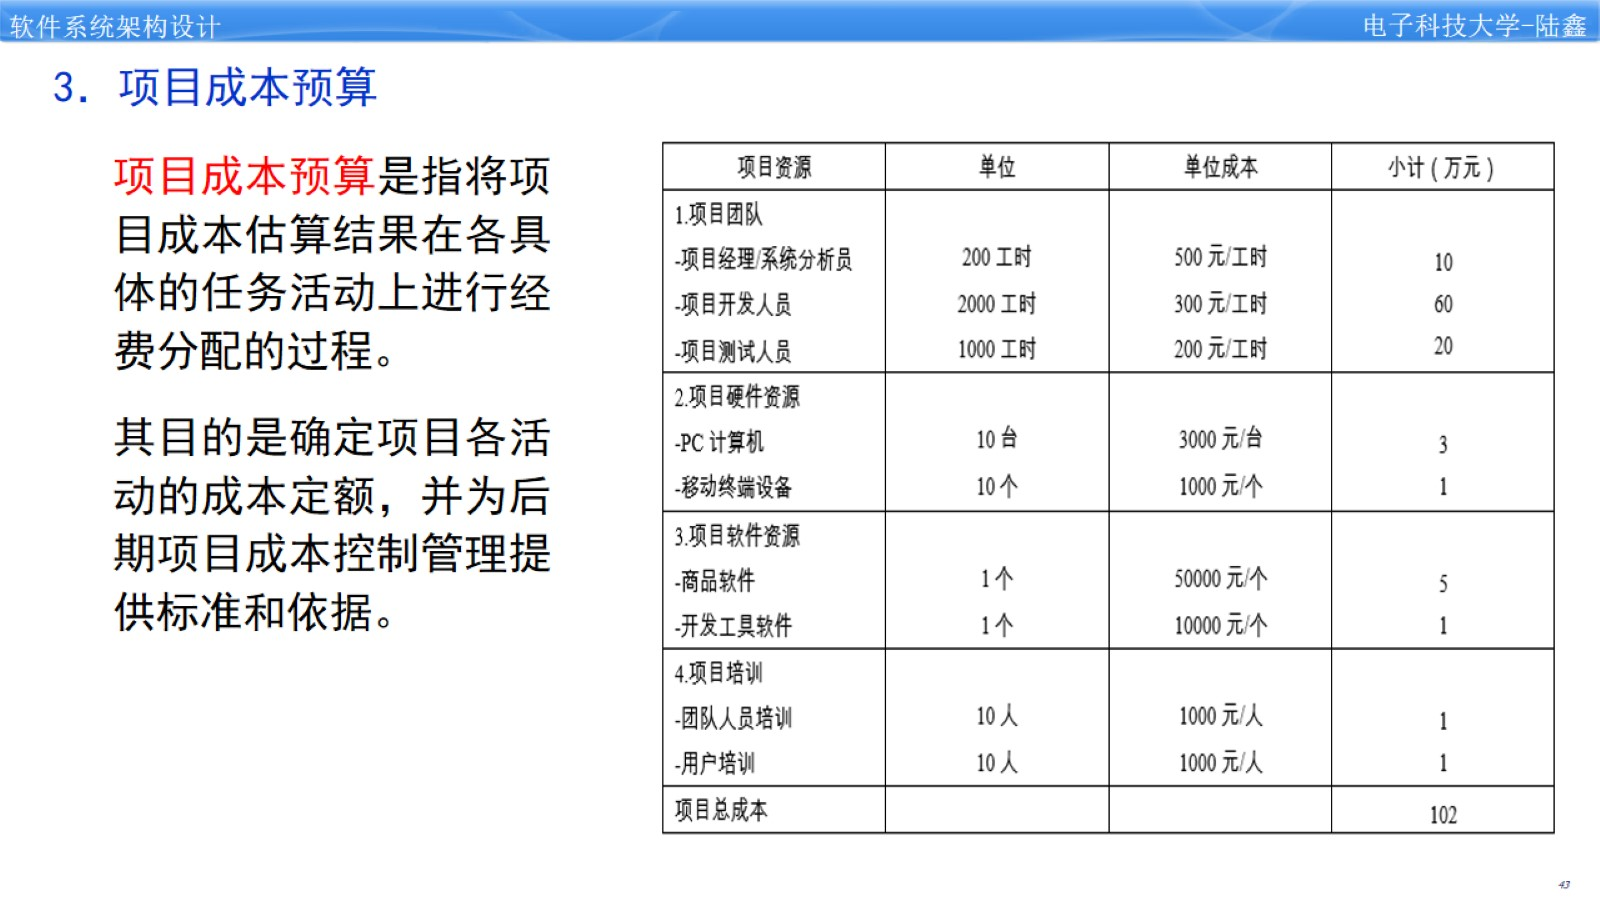 软件系统架构设计
电子科技大学-陆鑫
3. 项目成本预算
项目成本预算是指将项
目成本估算结果在各具
体的任务活动上进行经
费分配的过程。
其目的是确定项目各活
动的成本定额，并为后
期项目成本控制管理提
供标准和依据。
项目资源 单位 单位成本 小计(万元)
1.项目团队
-项目经理/系统分析员 200 工时 500 元/工时 10
-项目开发人员 2000 工时 300 元/工时 60
-项目测试人员 1000 工时 200 元/工时 20
2.项目硬件资源
-PC 计算机 10 台 3000 元/台 3
-移动终端设备 10 个 1000 元/个 1
3.项目软件资源
-商品软件 1 个 50000 元/个 5
-开发工具软件 1 个 10000 元/个 1
4.项目培训
-团队人员培训 10 人 1000 元/人 1
-用户培训 10 人 1000 元/人 1
项目总成本 102
43